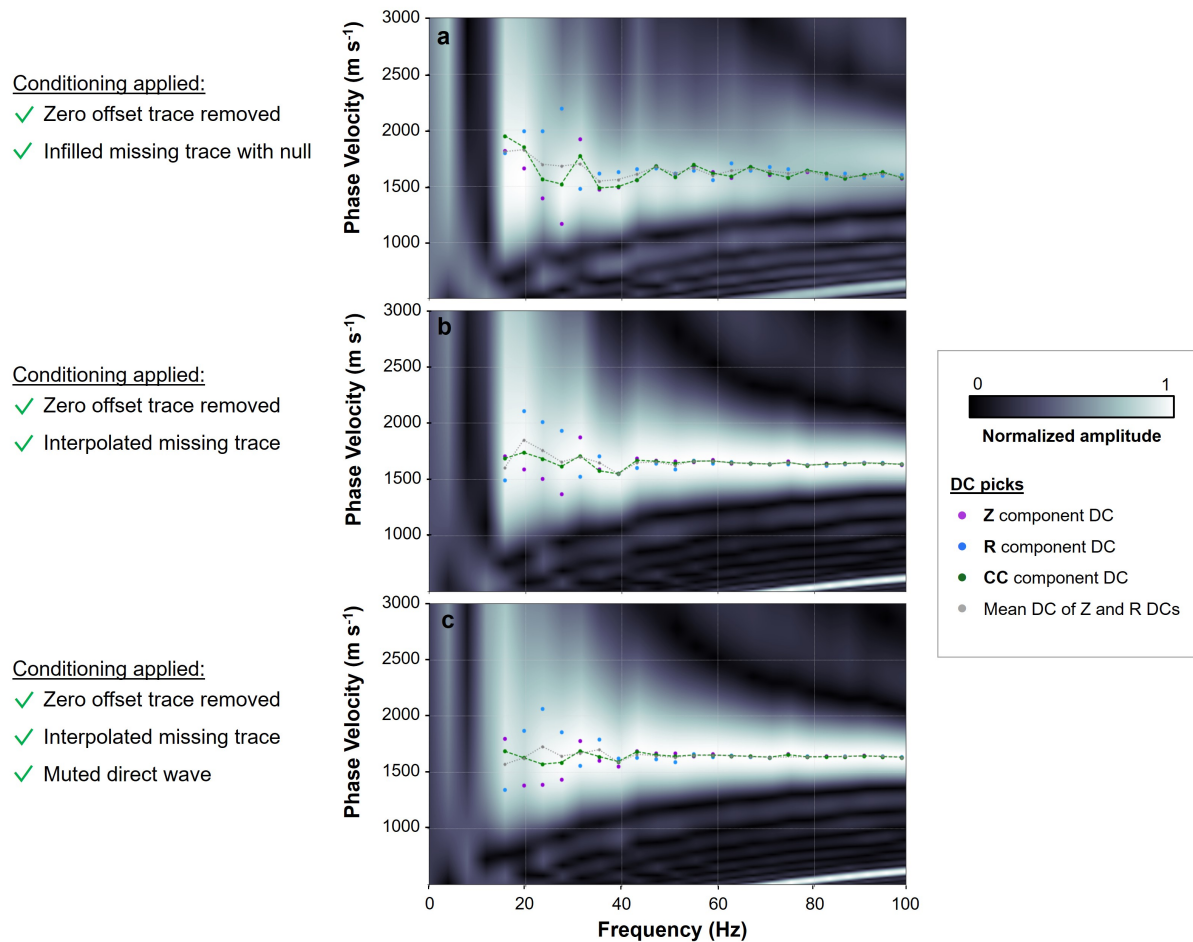 Conditioning applied:
✓ Zero offset trace removed
✓ Infilled missing trace with null
a
Phase Velocity (m s⁻¹)
3000
2500
2000
1500
1000
Conditioning applied:
✓ Zero offset trace removed
✓ Interpolated missing trace
b
Phase Velocity (m s⁻¹)
3000
2500
2000
1500
1000
Conditioning applied:
✓ Zero offset trace removed
✓ Interpolated missing trace
✓ Muted direct wave
c
Phase Velocity (m s⁻¹)
3000
2500
2000
1500
1000
0 20 40 60 80 100
Frequency (Hz)
0 1
Normalized amplitude
DC picks
Z component DC
R component DC
CC component DC
Mean DC of Z and R DCs